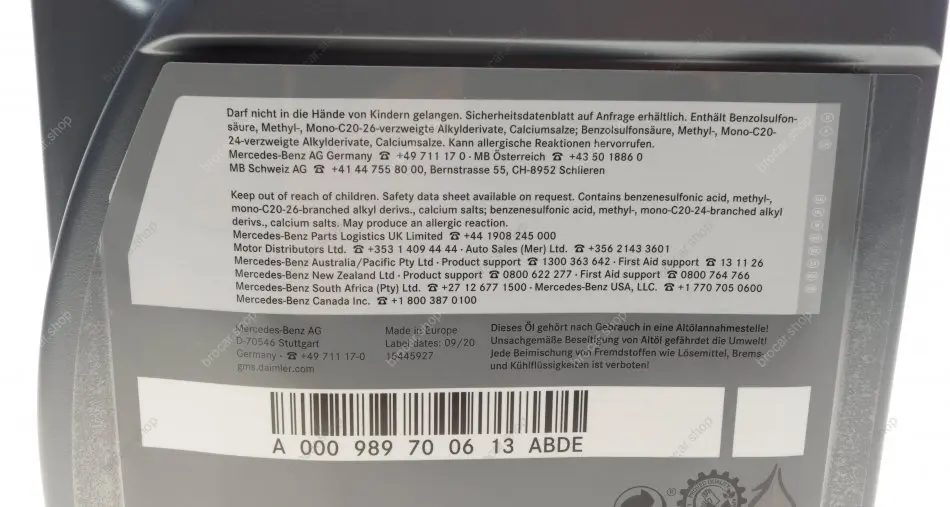 Darf nicht in die Hände von Kindern gelangen. Sicherheitsdatenblatt auf Anfrage erhältlich. Enthält Benzolsulfon-
säure, Methyl-, Mono-C20-26-verzweigte Alkylderivate, Calciumsalze; Benzolsulfonsäure, Methyl-, Mono-C20-
24-verzweigte Alkylderivate, Calciumsalze. Kann allergische Reaktionen hervorrufen.
Mercedes-Benz AG Germany ☎ +49 711 17 0 · MB Österreich ☎ +43 50 1886 0
MB Schweiz AG ☎ +41 44 755 80 00, Bernstrasse 55, CH-8952 Schlieren
Keep out of reach of children. Safety data sheet available on request. Contains benzenesulfonic acid, methyl-,
mono-C20-26-branched alkyl derivs., calcium salts; benzenesulfonic acid, methyl-, mono-C20-24-branched alkyl
derivs., calcium salts. May produce an allergic reaction.
Mercedes-Benz Parts Logistics UK Limited ☎ +44 1908 245 000
Motor Distributors Ltd. ☎ +353 1 409 44 44 · Auto Sales (Mer) Ltd. ☎ +356 2143 3601
Mercedes-Benz Australia/Pacific Pty Ltd · Product support ☎ 1300 363 642 · First Aid support ☎ 13 11 26
Mercedes-Benz New Zealand Ltd · Product support ☎ 0800 622 277 · First Aid support ☎ 0800 764 766
Mercedes-Benz South Africa (Pty) Ltd. ☎ +27 12 677 1500 · Mercedes-Benz USA, LLC. ☎ +1 770 705 0600
Mercedes-Benz Canada Inc. ☎ +1 800 387 0100
Mercedes-Benz AG
D-70546 Stuttgart
Germany · ☎ +49 711 17-0
gms.daimler.com
Made in Europe
Label dates: 09/20
16445927
Dieses Öl gehört nach Gebrauch in eine Altölannahmestelle!
Unsachgemäße Beseitigung von Altöl gefährdet die Umwelt!
Jede Beimischung von Fremdstoffen wie Lösemittel, Brems-
und Kühlflüssigkeiten ist verboten!
A 000 989 70 06 13 ABDE
brocar.shop